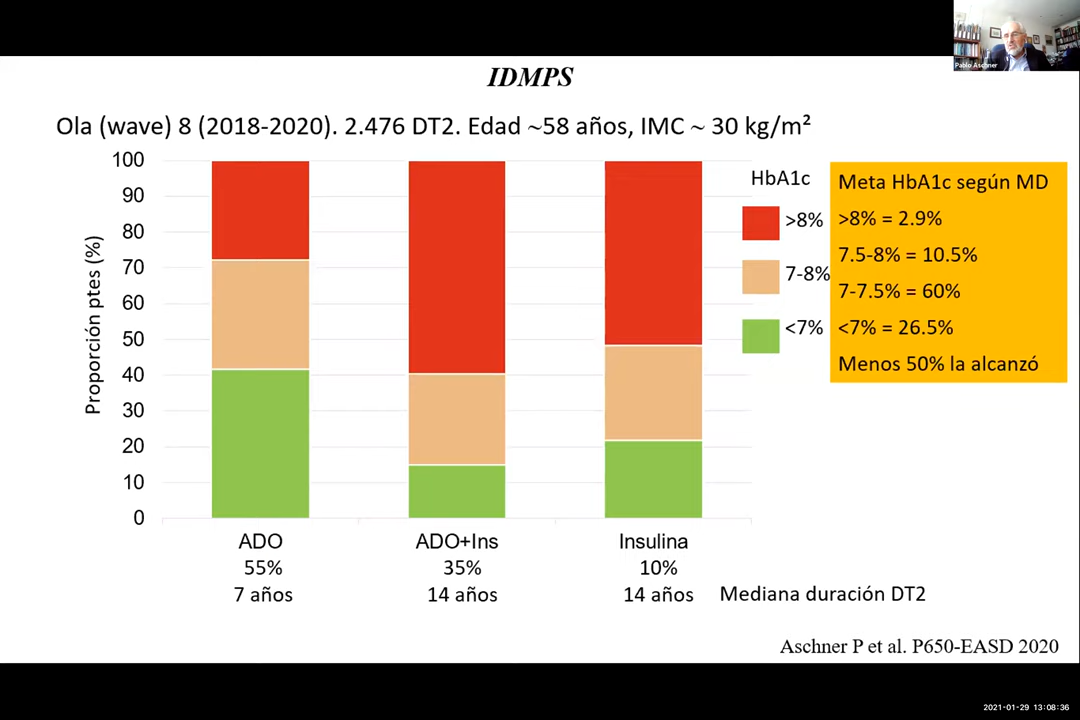 Pablo Aschner
IDMPS
Ola (wave) 8 (2018-2020). 2.476 DT2. Edad ~58 años, IMC ~ 30 kg/m²
Proporción ptes (%)
100
90
80
70
60
50
40
30
20
10
0
HbA1c
>8%
7-8%
<7%
Meta HbA1c según MD
>8% = 2.9%
7.5-8% = 10.5%
7-7.5% = 60%
<7% = 26.5%
Menos 50% la alcanzó
ADO ADO+Ins Insulina
55% 35% 10%
7 años 14 años 14 años Mediana duración DT2
Aschner P et al. P650-EASD 2020
2021-01-29 13:08:36